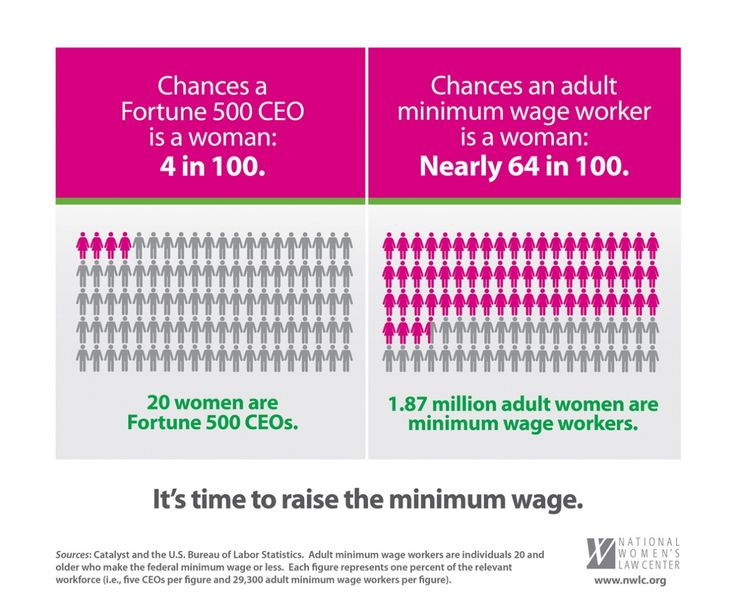 Chances a
Fortune 500 CEO
is a woman:
4 in 100.
Chances an adult
minimum wage worker
is a woman:
Nearly 64 in 100.
20 women are
Fortune 500 CEOs.
1.87 million adult women are
minimum wage workers.
It's time to raise the minimum wage.
Sources: Catalyst and the U.S. Bureau of Labor Statistics. Adult minimum wage workers are individuals 20 and
older who make the federal minimum wage or less. Each figure represents one percent of the relevant
workforce (i.e., five CEOs per figure and 29,300 adult minimum wage workers per figure).
NATIONAL
WOMEN'S
LAW CENTER
www.nwlc.org